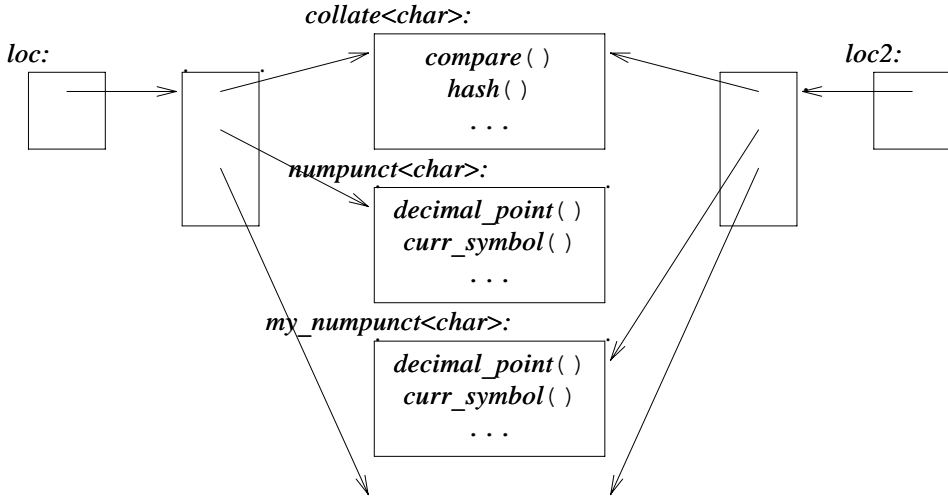 collate<char>:
loc:
loc2:
compare()
hash()
...
numpunct<char>:
decimal_point()
curr_symbol()
...
my_numpunct<char>:
decimal_point()
curr_symbol()
...